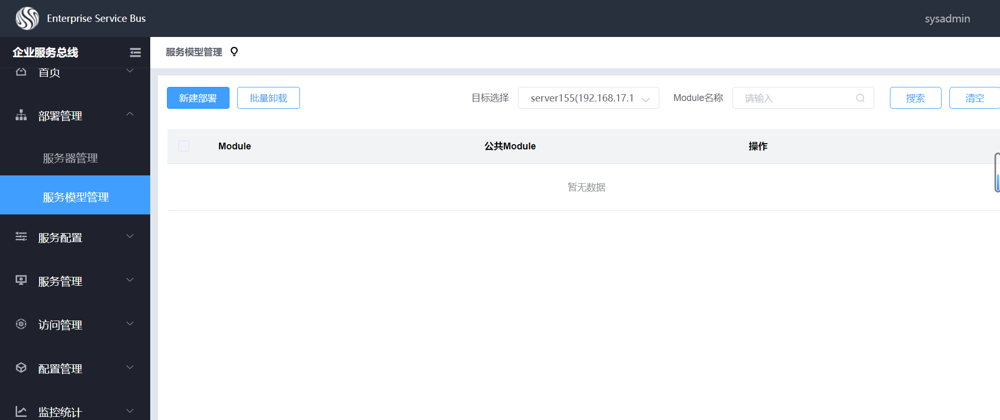 Enterprise Service Bus
sysadmin
企业服务总线
首页
部署管理
服务器管理
服务模型管理
服务配置
服务管理
访问管理
配置管理
监控统计
服务模型管理
新建部署
批量卸载
目标选择
server155(192.168.17.1
Module名称
请输入
搜索
清空
Module
公共Module
操作
暂无数据